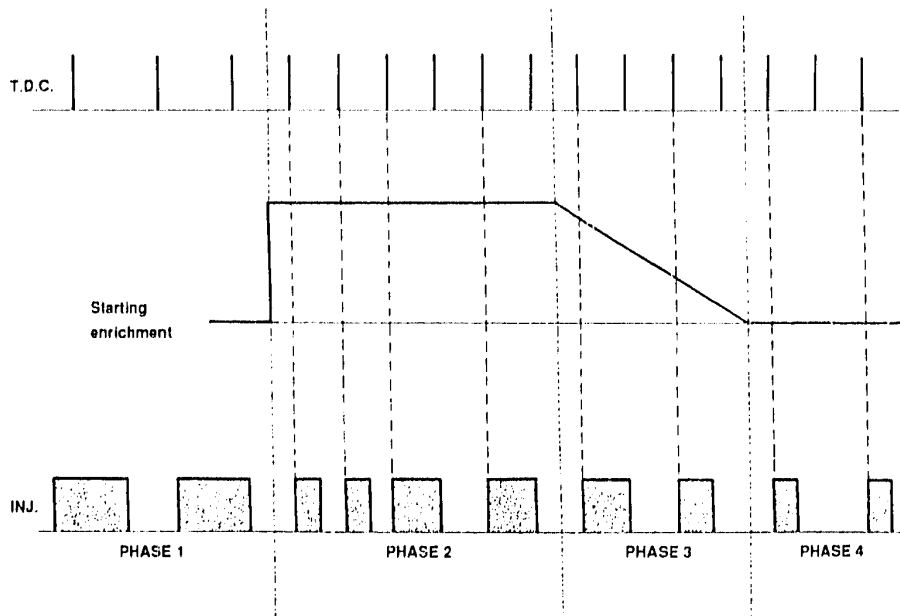 T.D.C.
Starting
enrichment
INJ.
PHASE 1
PHASE 2
PHASE 3
PHASE 4